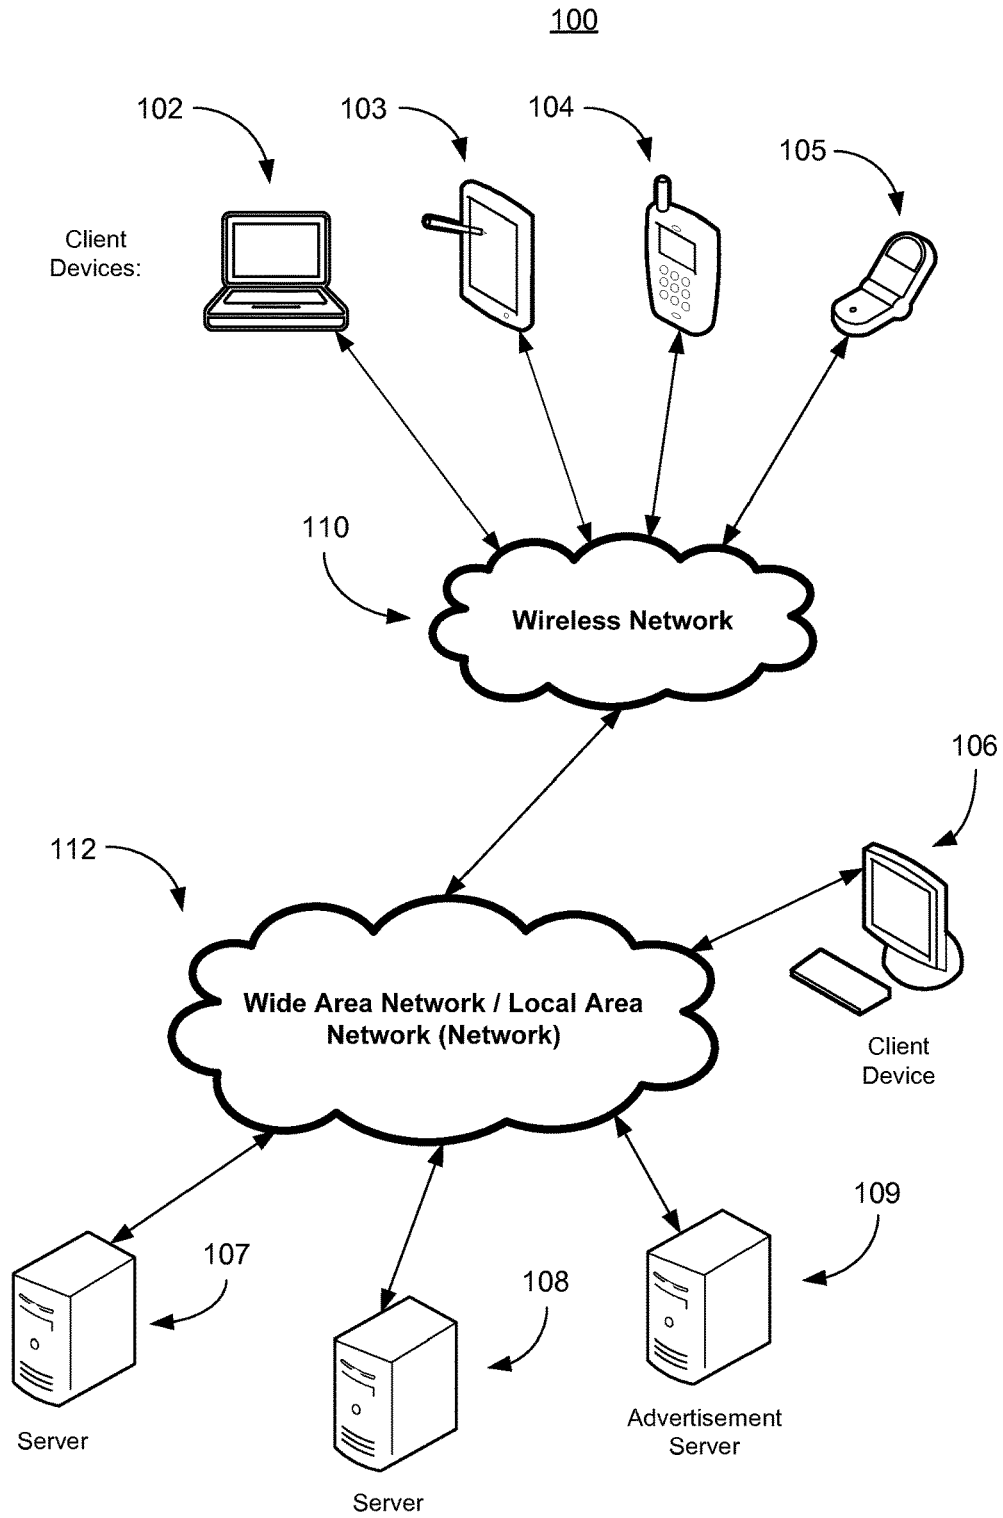 100
102
103
104
105
Client
Devices:
110
Wireless Network
106
112
Wide Area Network / Local Area
Network (Network)
Client
Device
109
107
108
Advertisement
Server
Server
Server